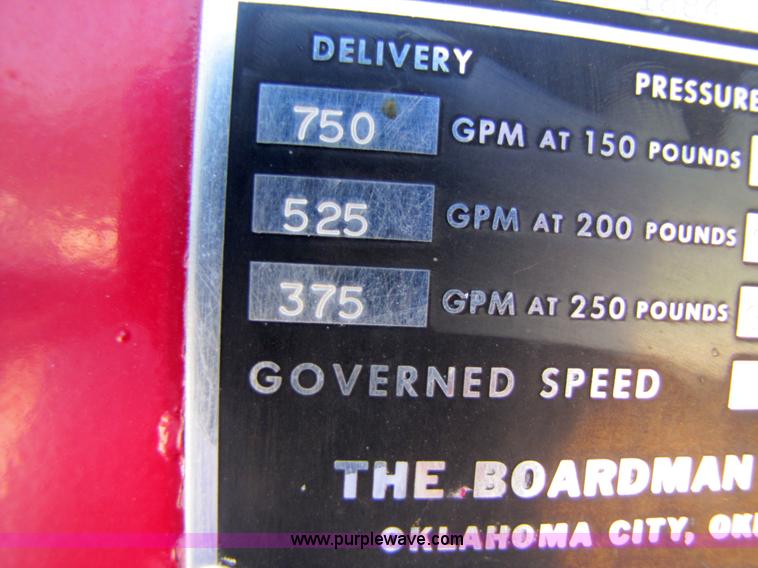 DELIVERY
PRESSURE
750 GPM AT 150 POUNDS
525 GPM AT 200 POUNDS
375 GPM AT 250 POUNDS
GOVERNED SPEED
THE BOARDMAN
OKLAHOMA CITY,
www.purplewave.com